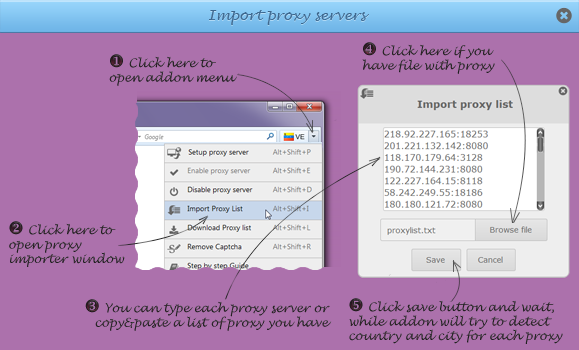 Import proxy servers
❶ Click here to
open addon menu
❹ Click here if you
have file with proxy
Google
VE
Setup proxy server Alt+Shift+P
Enable proxy server Alt+Shift+E
Disable proxy server Alt+Shift+D
Import Proxy List Alt+Shift+I
Download Proxy list Alt+Shift+L
Remove Captcha Alt+Shift+R
Step by step Guide
❷ Click here to
open proxy
importer window
Import proxy list
218.92.227.165:18253
201.221.132.142:8080
118.170.179.64:3128
190.72.144.231:8080
122.227.164.15:8118
58.242.249.55:18186
180.180.121.72:8080
proxylist.txt Browse file
Save Cancel
❸ You can type each proxy server or
copy&paste a list of proxy you have
❺ Click save button and wait,
while addon will try to detect
country and city for each proxy